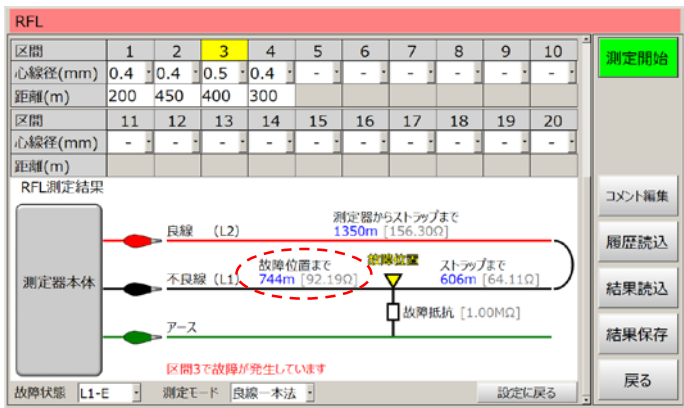 RFL
区間 1 2 3 4 5 6 7 8 9 10
心線径(mm) 0.4 0.4 0.5 0.4 - - - - - -
距離(m) 200 450 400 300
区間 11 12 13 14 15 16 17 18 19 20
心線径(mm) - - - - - - - - - -
距離(m)
RFL測定結果
測定器からストラップまで
1350m [156.30Ω]
良線 (L2)
故障位置まで
744m [92.19Ω]
故障位置
ストラップまで
606m [64.11Ω]
測定器本体
不良線 (L1)
故障抵抗 [1.00MΩ]
アース
区間3で故障が発生しています
故障状態 L1-E 測定モード 良線一本法 設定に戻る
測定開始
コメント編集
履歴読込
結果読込
結果保存
戻る